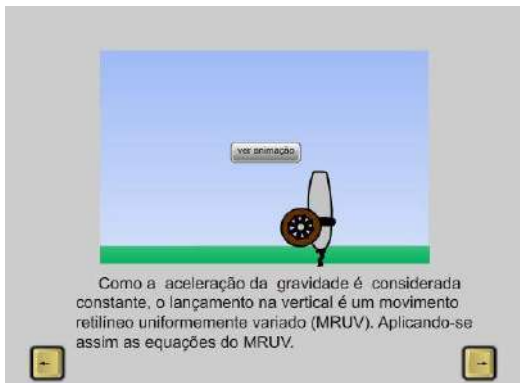 ver animação
Como a aceleração da gravidade é considerada
constante, o lançamento na vertical é um movimento
retilíneo uniformemente variado (MRUV). Aplicando-se
assim as equações do MRUV.